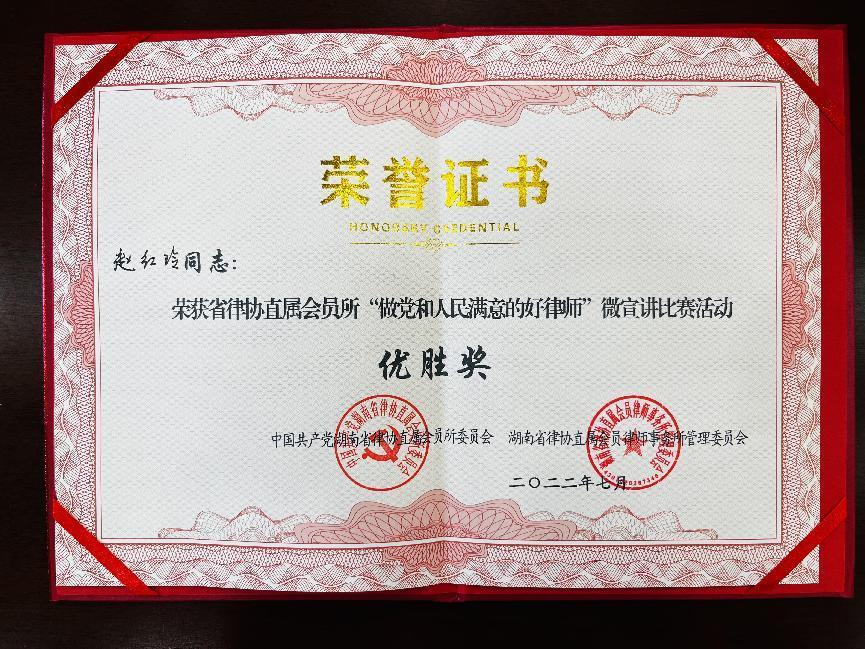 荣誉证书
HONORARY CREDENTIAL
赵红玲同志：
荣获省律协直属会员所“做党和人民满意的好律师”微宣讲比赛活动
优胜奖
中国共产党湖南省律协直属会员所委员会 湖南省律协直属会员律师事务所管理委员会
二〇二二年七月